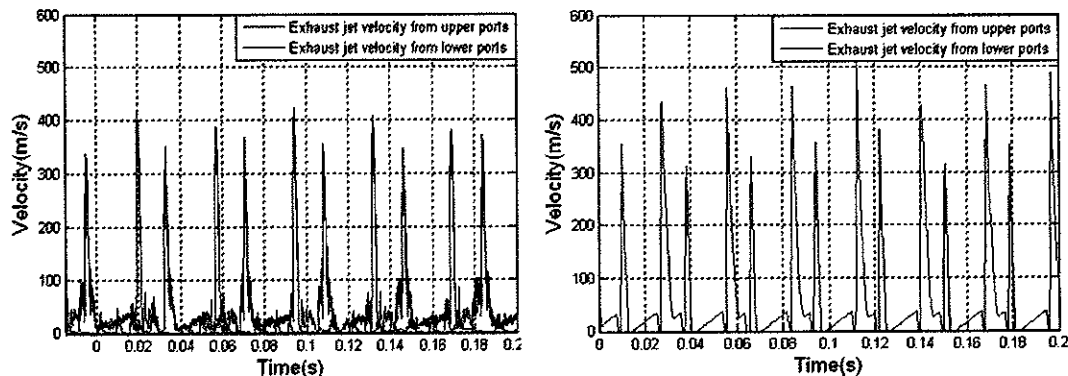 600
500
400
300
200
100
0
Velocity(m/s)
Exhaust jet velocity from upper ports
Exhaust jet velocity from lower ports
0 0.02 0.04 0.06 0.08 0.1 0.12 0.14 0.16 0.18 0.2
Time(s)
600
500
400
300
200
100
0
Velocity(m/s)
Exhaust jet velocity from upper ports
Exhaust jet velocity from lower ports
0 0.02 0.04 0.06 0.08 0.1 0.12 0.14 0.16 0.18 0.2
Time(s)